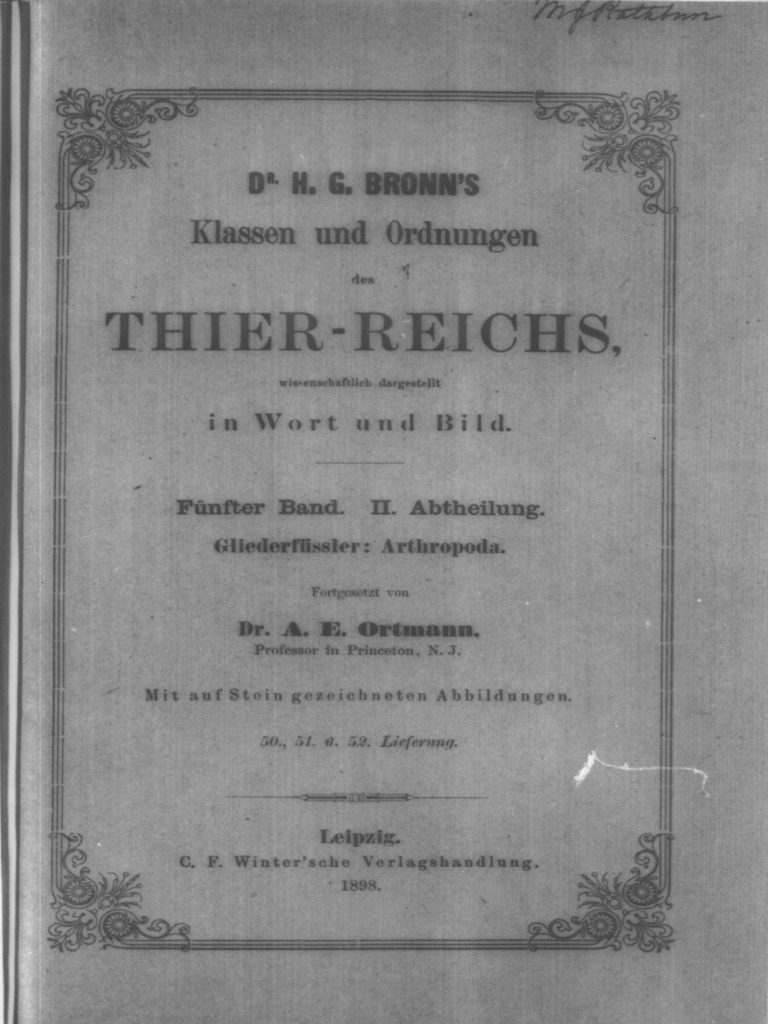 M J Rathbun
Dr. H. G. BRONN'S
Klassen und Ordnungen
des
THIER-REICHS,
wissenschaftlich dargestellt
in Wort und Bild.
Fünfter Band. II. Abtheilung.
Gliederfüssler: Arthropoda.
Fortgesetzt von
Dr. A. E. Ortmann,
Professor in Princeton, N. J.
Mit auf Stein gezeichneten Abbildungen.
50., 51. u. 52. Lieferung.
Leipzig.
C. F. Winter'sche Verlagshandlung.
1898.